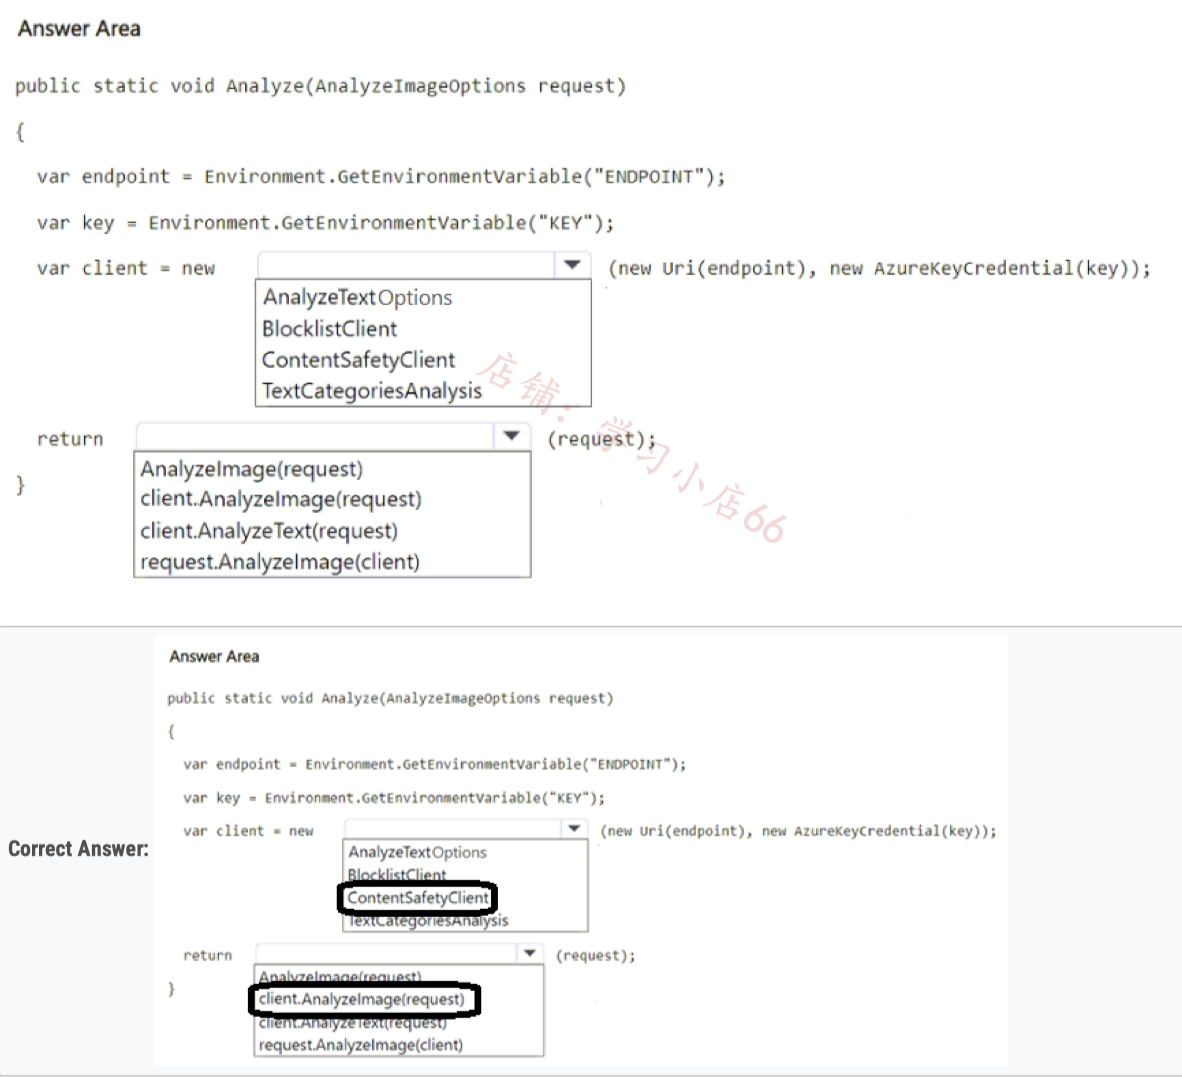 Answer Area
public static void Analyze(AnalyzeImageOptions request)
{
var endpoint = Environment.GetEnvironmentVariable("ENDPOINT");
var key = Environment.GetEnvironmentVariable("KEY");
var client = new (new Uri(endpoint), new AzureKeyCredential(key));
AnalyzeTextOptions
BlocklistClient
ContentSafetyClient
TextCategoriesAnalysis
return (request);
AnalyzeImage(request)
client.AnalyzeImage(request)
client.AnalyzeText(request)
request.AnalyzeImage(client)
}
店铺：学习小店66
Correct Answer:
Answer Area
public static void Analyze(AnalyzeImageOptions request)
{
var endpoint = Environment.GetEnvironmentVariable("ENDPOINT");
var key = Environment.GetEnvironmentVariable("KEY");
var client = new (new Uri(endpoint), new AzureKeyCredential(key));
AnalyzeTextOptions
BlocklistClient
ContentSafetyClient
TextCategoriesAnalysis
return (request);
AnalyzeImage(request)
client.AnalyzeImage(request)
client.AnalyzeText(request)
request.AnalyzeImage(client)
}